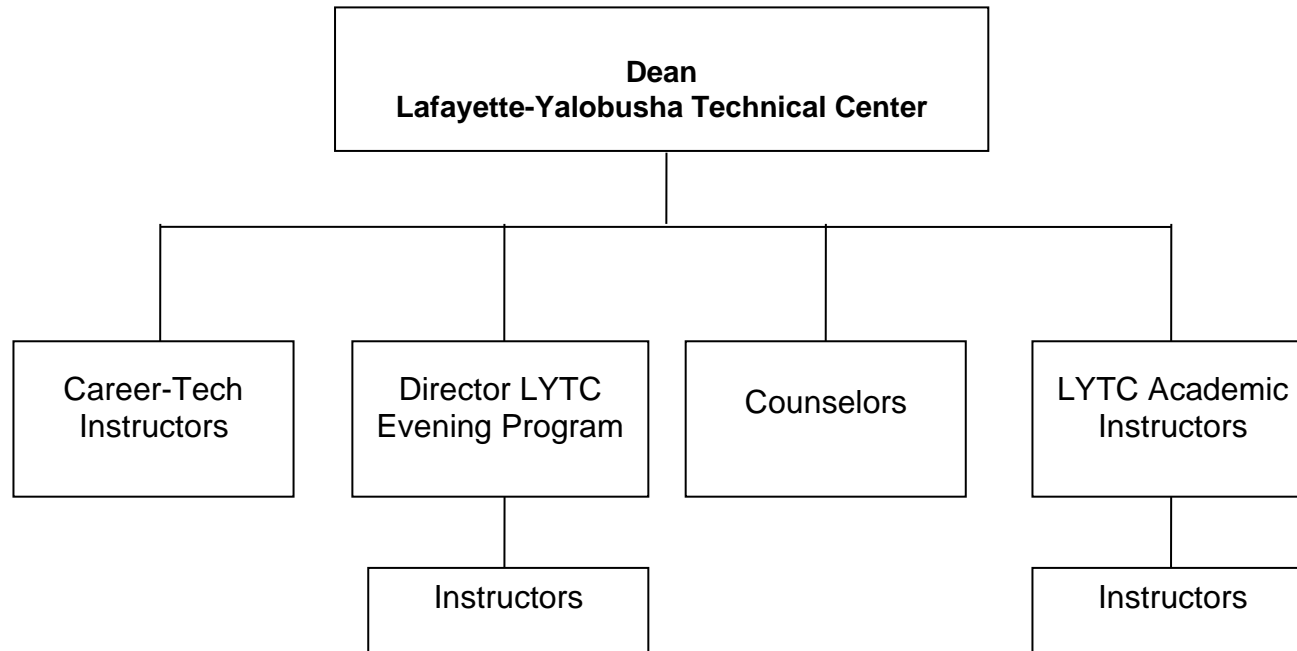 Dean
Lafayette-Yalobusha Technical Center
Career-Tech
Instructors
Director LYTC
Evening Program
Counselors
LYTC Academic
Instructors
Instructors
Instructors